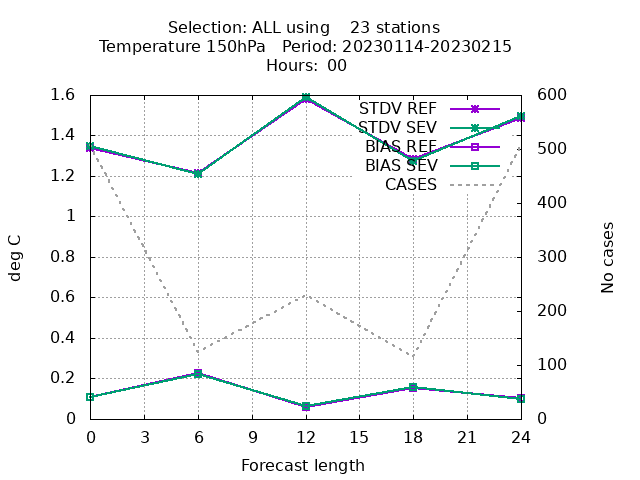 Selection: ALL using    23 stations
Temperature 150hPa   Period: 20230114-20230215
Hours:  00
1.6
1.4
1.2
1
0.8
0.6
0.4
0.2
0
deg C
STDV REF
STDV SEV
BIAS REF
BIAS SEV
CASES
600
500
400
300
200
100
0
No cases
0 3 6 9 12 15 18 21 24
Forecast length